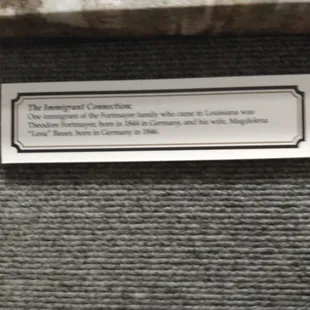 The Immigrant Connection:
One immigrant of the Fortmayer family who came to Louisiana was
Theodore Fortmayer, born in 1844 in Germany, and his wife, Magdelena
"Lena" Bauer, born in Germany in 1846.